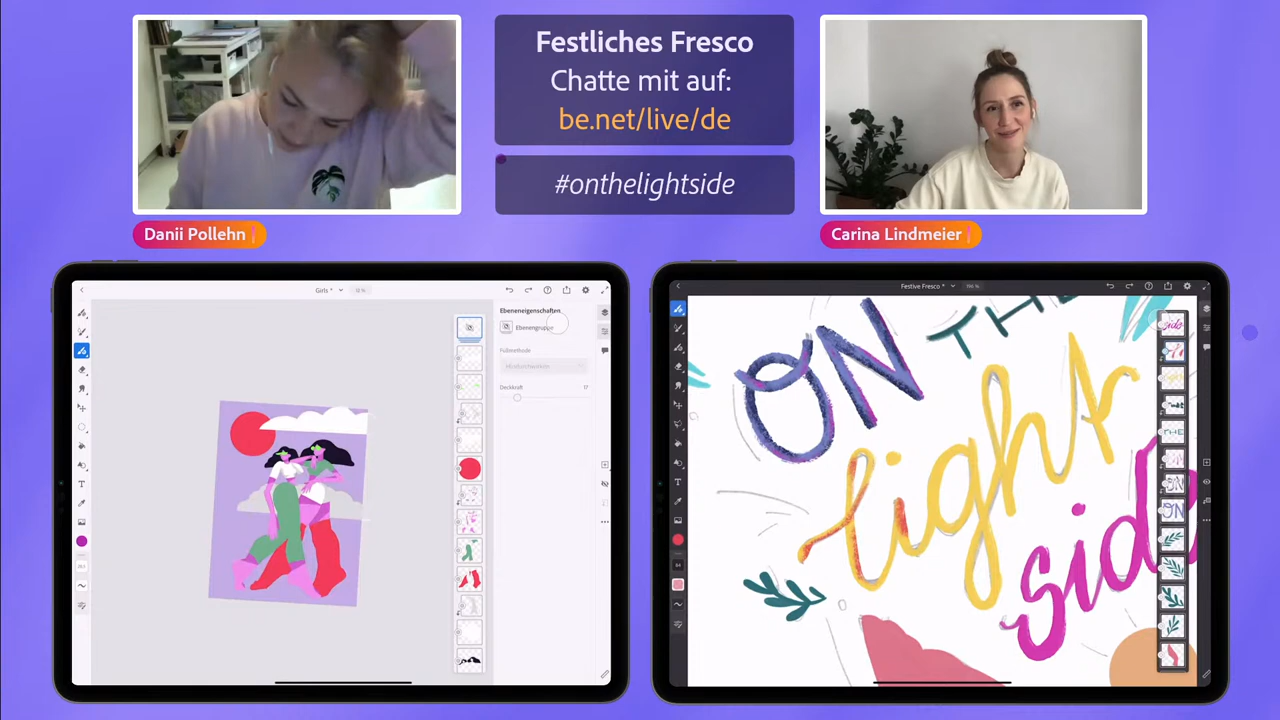 Festliches Fresco
Chatte mit auf:
be.net/live/de
#onthelightside
Danii Pollehn
Carina Lindmeier
Girls *
Ebeneneigenschaften
Ebenengruppe
Füllmethode
Deckkraft
17
Festive Fresco *
ON THE
light
side